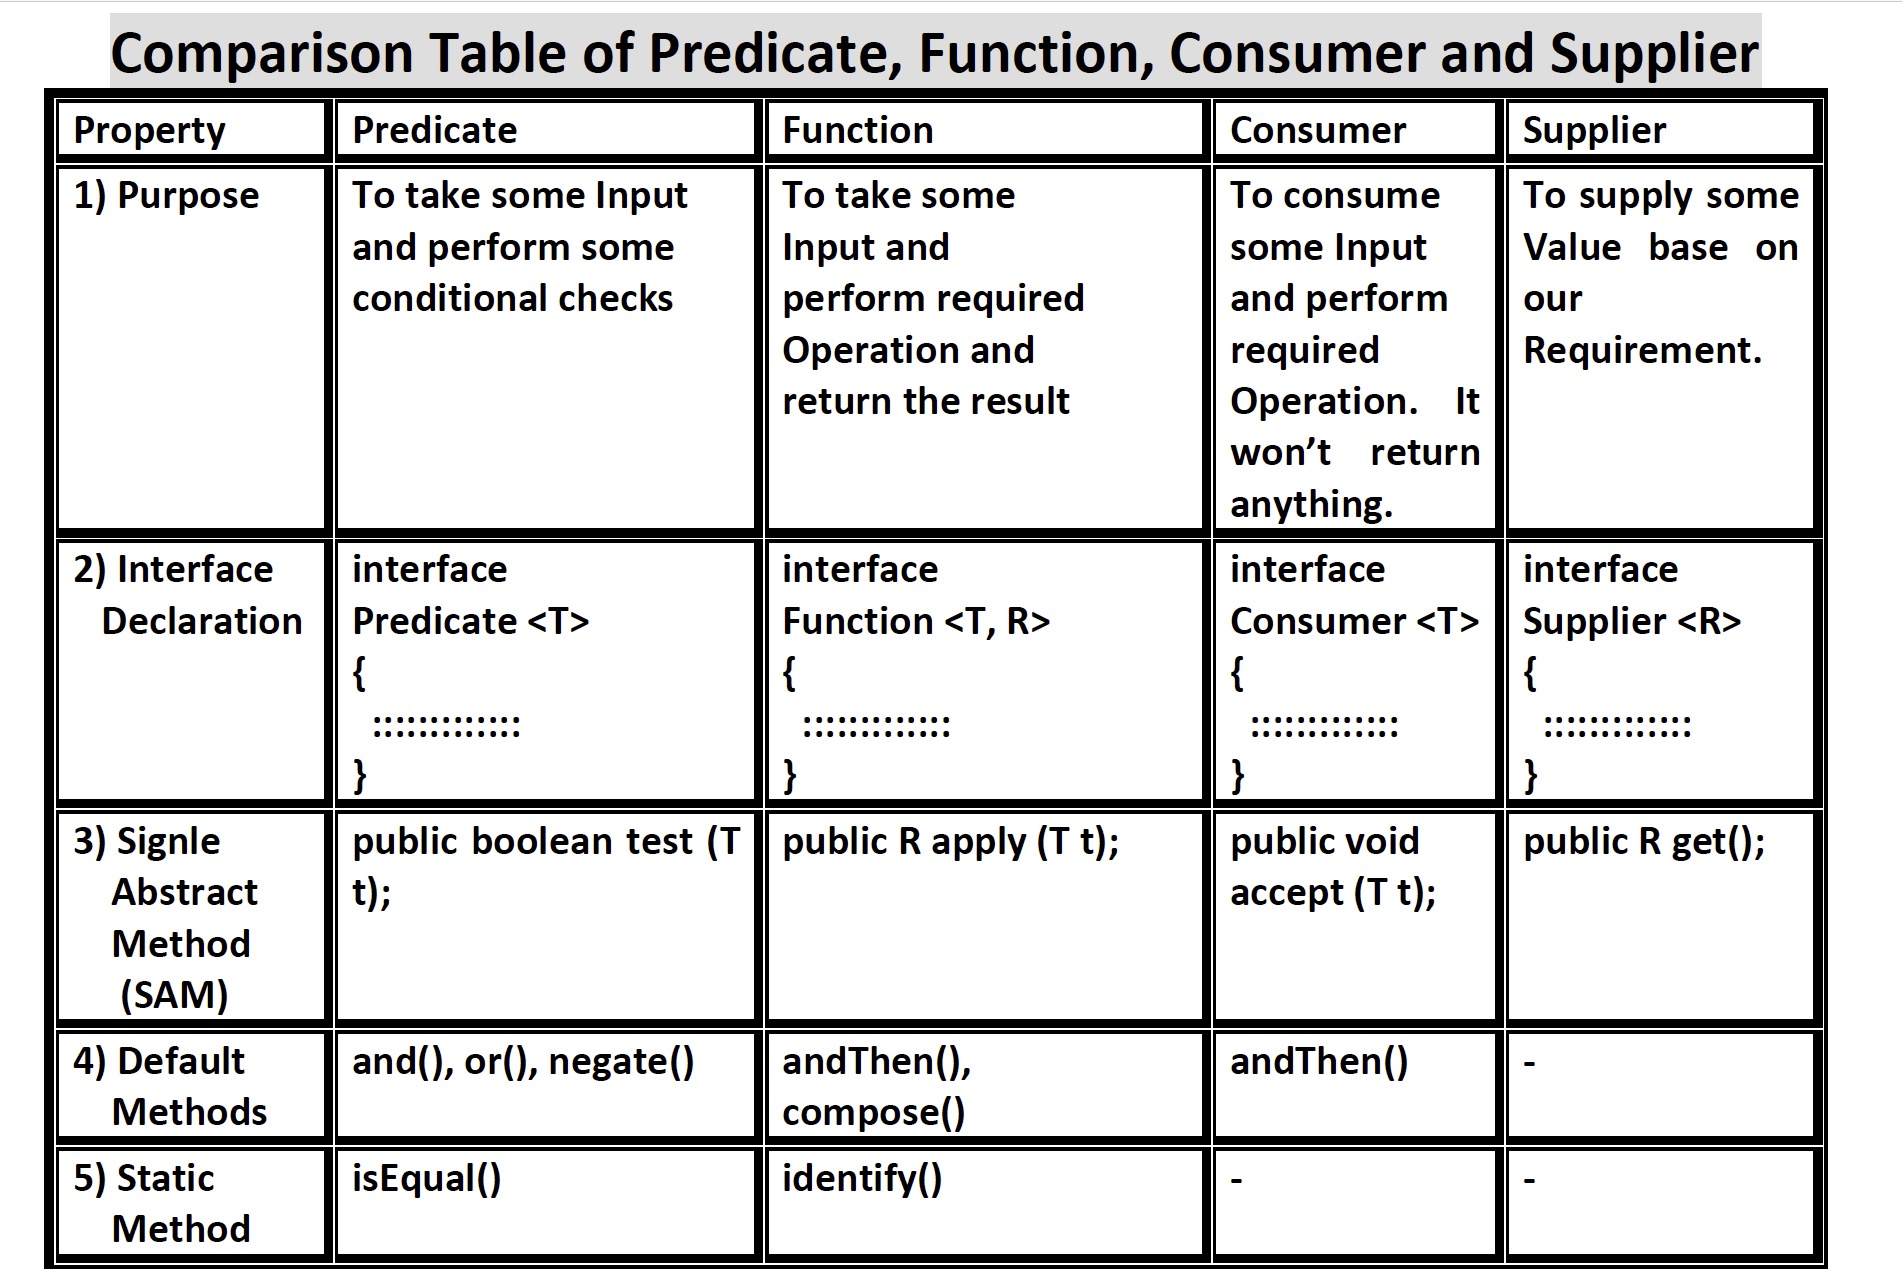 Comparison Table of Predicate, Function, Consumer and Supplier
Property
Predicate
Function
Consumer
Supplier
1) Purpose
To take some Input
and perform some
conditional checks
To take some
Input and
perform required
Operation and
return the result
To consume
some Input
and perform
required
Operation. It
won’t return
anything.
To supply some
Value base on
our
Requirement.
2) Interface
Declaration
interface
Predicate <T>
{
:::::::::::::
}
interface
Function <T, R>
{
:::::::::::::
}
interface
Consumer <T>
{
:::::::::::::
}
interface
Supplier <R>
{
:::::::::::::
}
3) Signle
Abstract
Method
(SAM)
public boolean test (T
t);
public R apply (T t);
public void
accept (T t);
public R get();
4) Default
Methods
and(), or(), negate()
andThen(),
compose()
andThen()
-
5) Static
Method
isEqual()
identify()
-
-